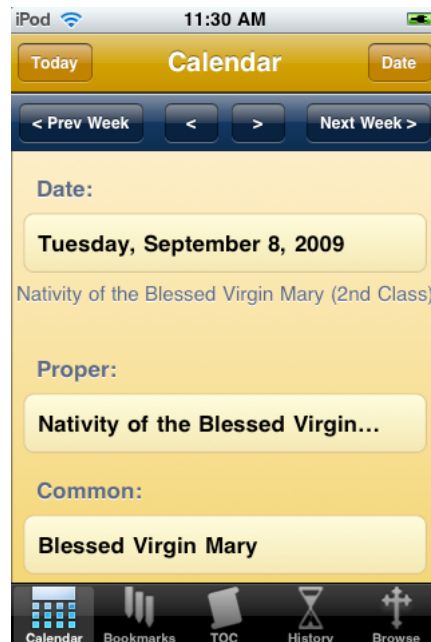 iPod 11:30 AM
Today Calendar Date
< Prev Week < > Next Week >
Date:
Tuesday, September 8, 2009
Nativity of the Blessed Virgin Mary (2nd Class)
Proper:
Nativity of the Blessed Virgin...
Common:
Blessed Virgin Mary
Calendar Bookmarks TOC History Browse